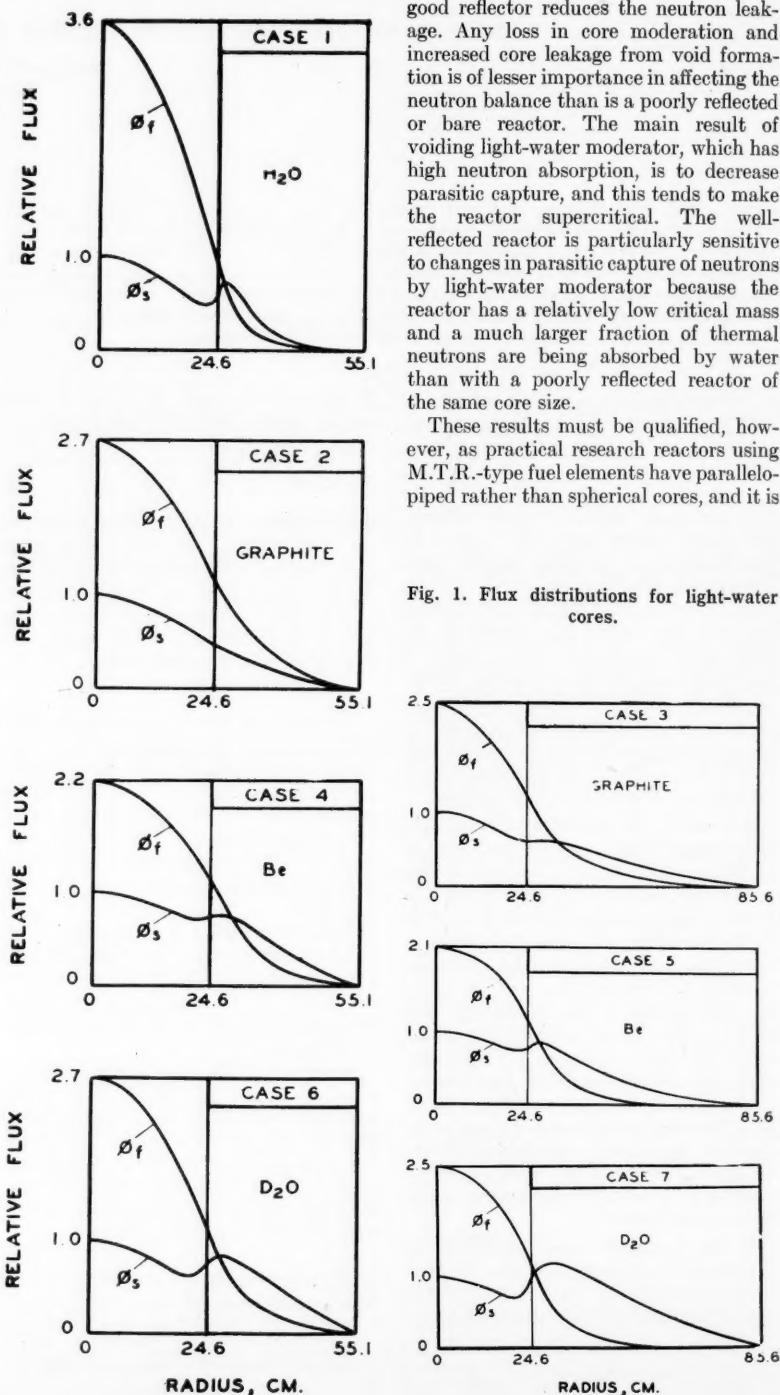 3.6
CASE 1
Øf
H₂O
RELATIVE FLUX
1.0
Øs
0
0
24.6
55.1
good reflector reduces the neutron leak-
age. Any loss in core moderation and
increased core leakage from void forma-
tion is of lesser importance in affecting the
neutron balance than is a poorly reflected
or bare reactor. The main result of
voiding light-water moderator, which has
high neutron absorption, is to decrease
parasitic capture, and this tends to make
the reactor supercritical. The well-
reflected reactor is particularly sensitive
to changes in parasitic capture of neutrons
by light-water moderator because the
reactor has a relatively low critical mass
and a much larger fraction of thermal
neutrons are being absorbed by water
than with a poorly reflected reactor of
the same core size.
These results must be qualified, how-
ever, as practical research reactors using
M.T.R.-type fuel elements have parallelo-
piped rather than spherical cores, and it is
2.7
CASE 2
Øf
GRAPHITE
RELATIVE FLUX
1.0
Øs
0
0
24.6
55.1
Fig. 1. Flux distributions for light-water
cores.
2.5
CASE 3
Øf
GRAPHITE
1.0
Øs
0
0
24.6
85.6
2.2
CASE 4
Øf
Be
RELATIVE FLUX
1.0
Øs
0
0
24.6
55.1
2.1
CASE 5
Øf
Be
1.0
Øs
0
0
24.6
85.6
2.7
CASE 6
Øf
D₂O
RELATIVE FLUX
1.0
Øs
0
0
24.6
55.1
RADIUS, CM.
2.5
CASE 7
Øf
D₂O
1.0
Øs
0
0
24.6
85.6
RADIUS, CM.